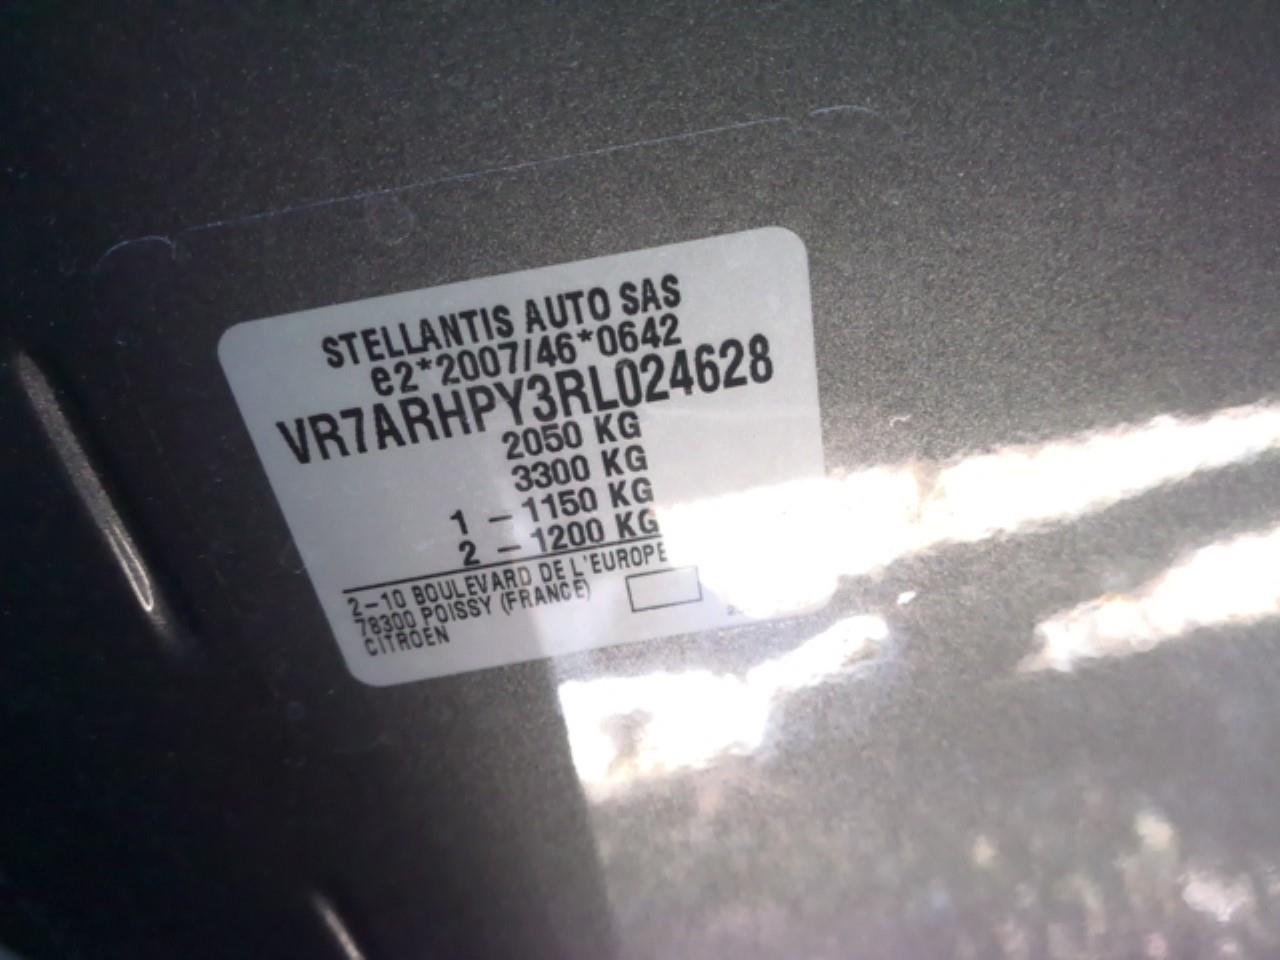 STELLANTIS AUTO SAS
e2*2007/46*0642
VR7ARHPY3RL024628
2050 KG
3300 KG
1 - 1150 KG
2 - 1200 KG
2-10 BOULEVARD DE L'EUROPE
78300 POISSY (FRANCE)
CITROEN